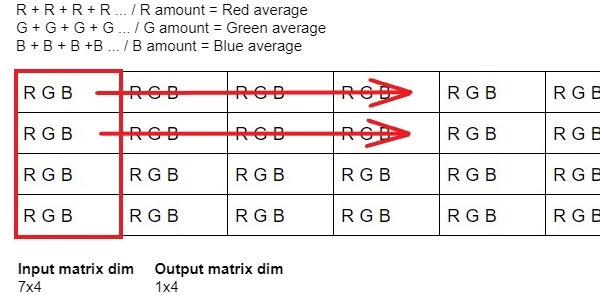 R + R + R + R ... / R amount = Red average
G + G + G + G ... / G amount = Green average
B + B + B +B ... / B amount = Blue average
R G B R G B R G B R G B R G B R G B
R G B R G B R G B R G B R G B R G B
R G B R G B R G B R G B R G B R G B
R G B R G B R G B R G B R G B R G B
Input matrix dim Output matrix dim
7x4 1x4